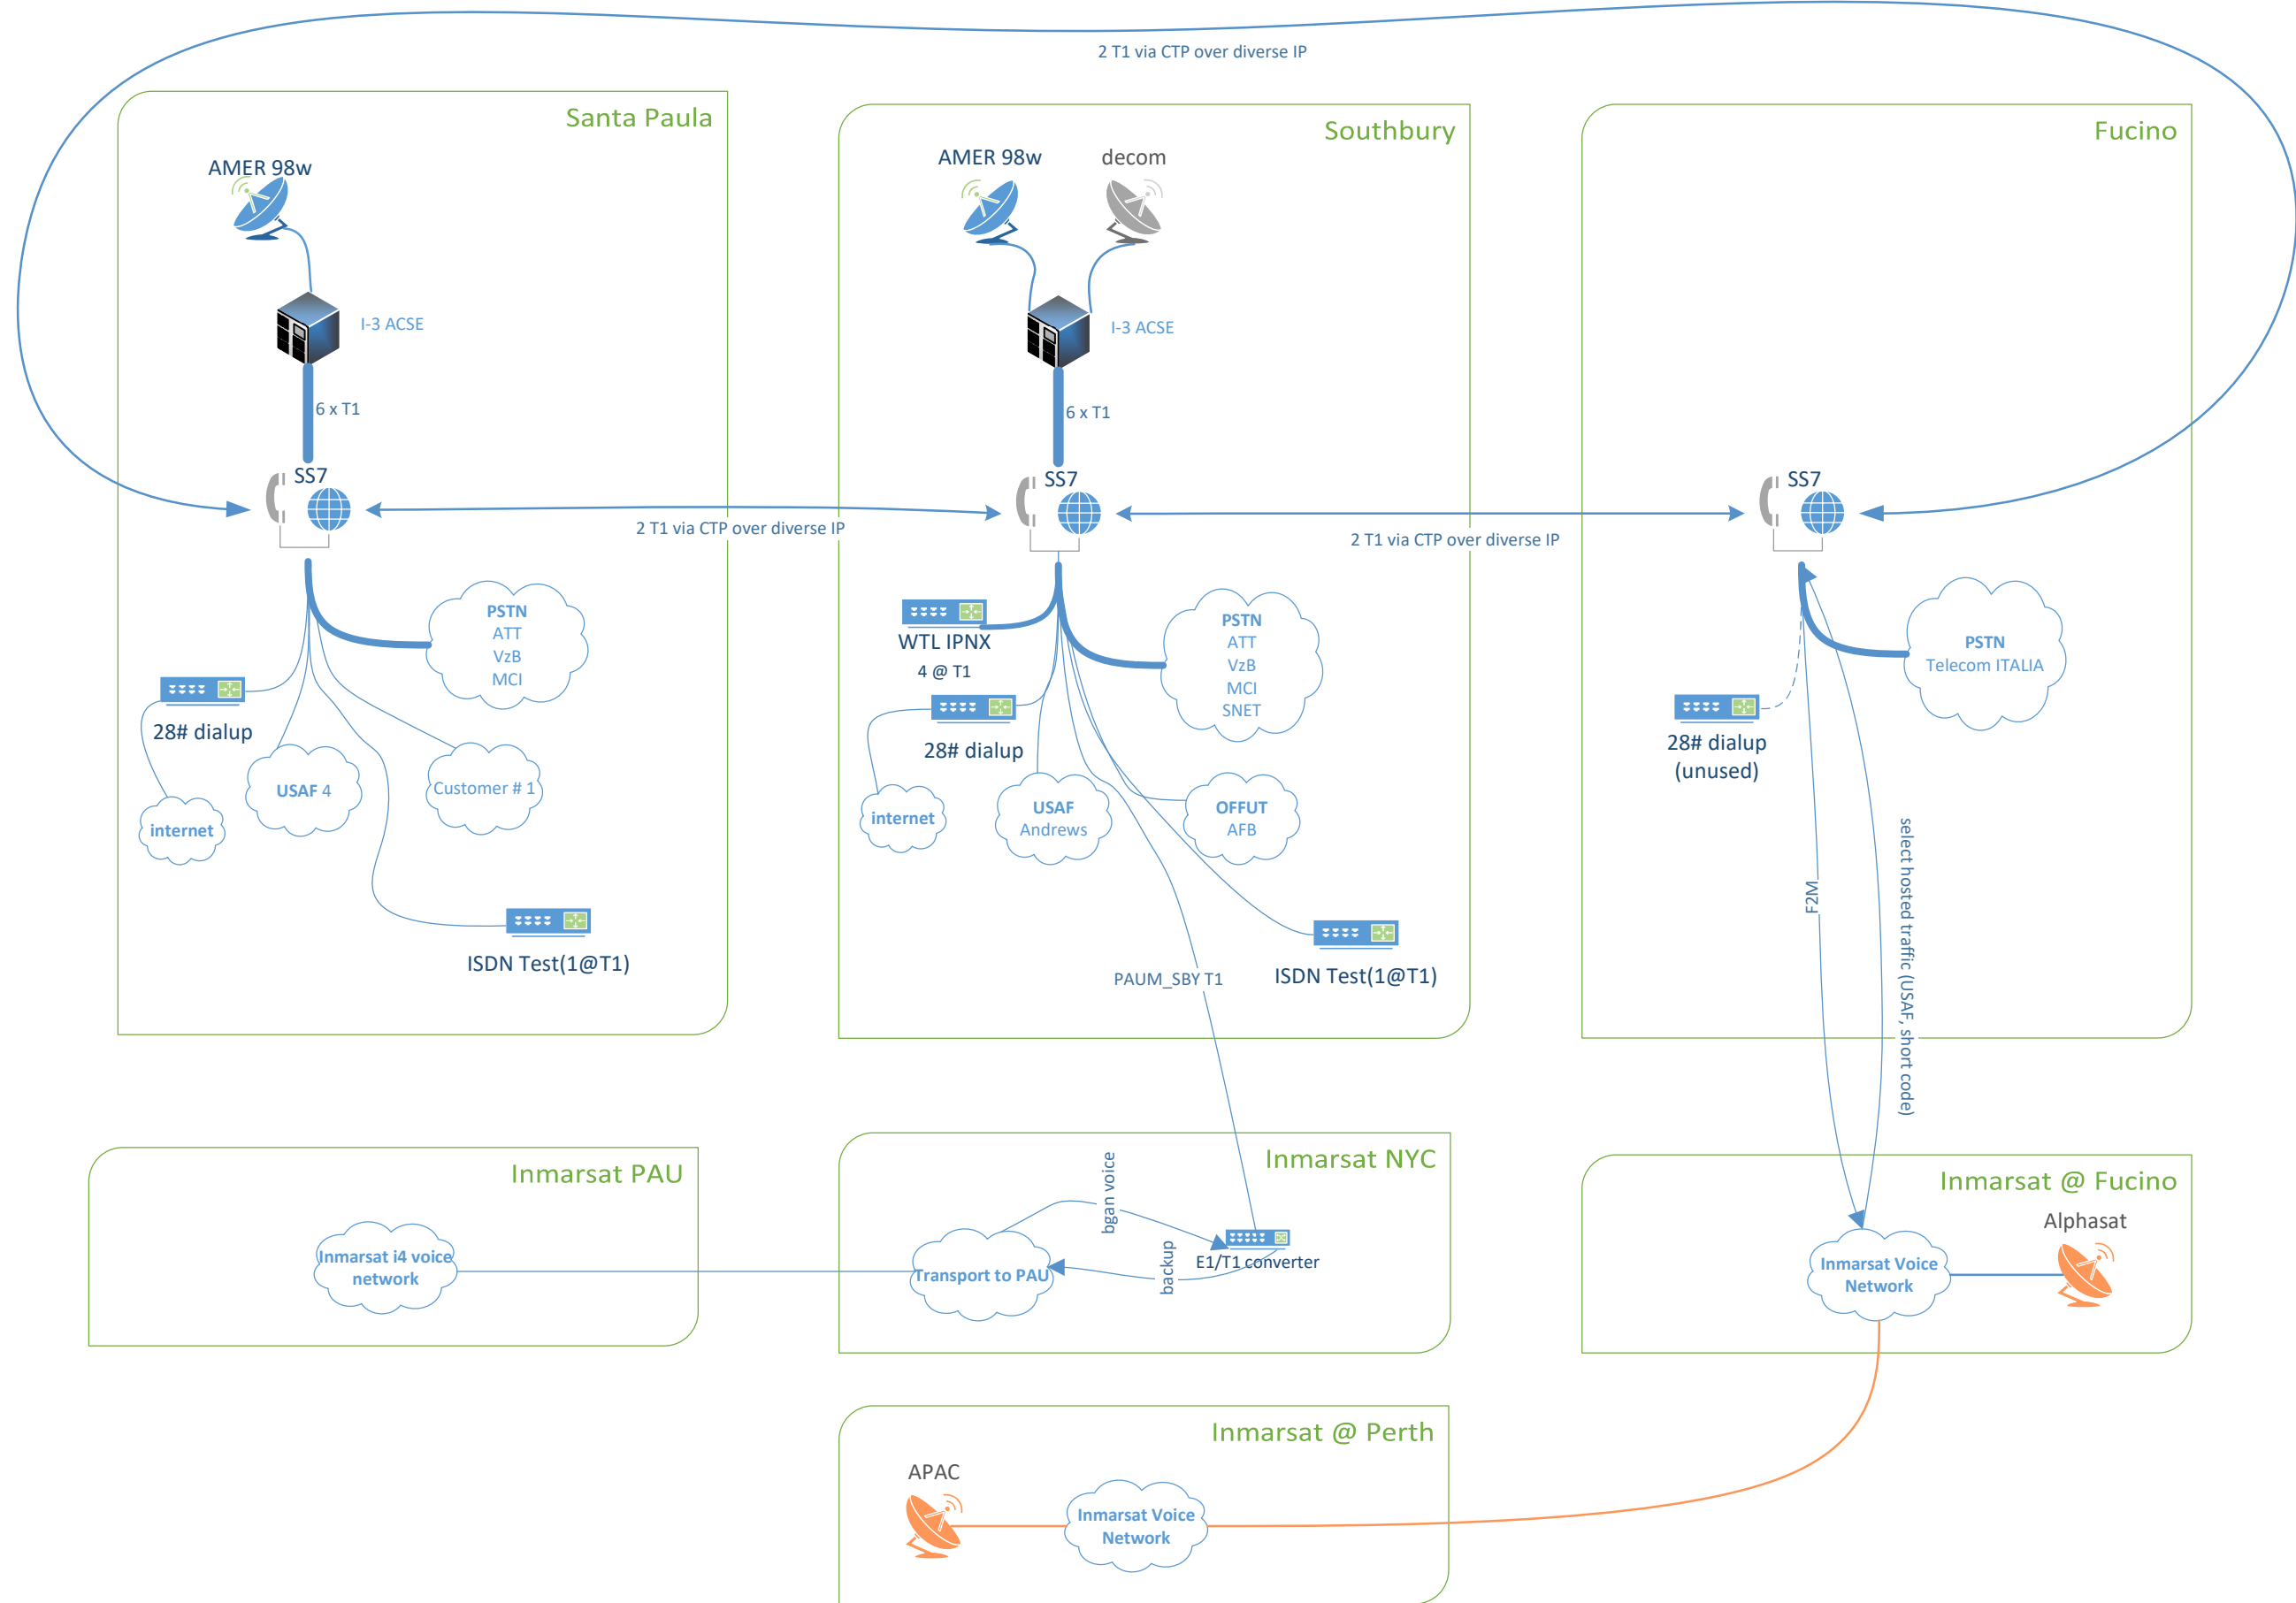 2 T1 via CTP over diverse IP
Santa Paula
AMER 98w
I-3 ACSE
6 x T1
SS7
2 T1 via CTP over diverse IP
PSTN
ATT
VzB
MCI
28# dialup
internet
USAF 4
Customer # 1
ISDN Test(1@T1)
Southbury
AMER 98w
decom
I-3 ACSE
6 x T1
SS7
2 T1 via CTP over diverse IP
WTL IPNX
4 @ T1
PSTN
ATT
VzB
MCI
SNET
28# dialup
internet
USAF
Andrews
OFFUT
AFB
PAUM_SBY T1
ISDN Test(1@T1)
Fucino
SS7
PSTN
Telecom ITALIA
28# dialup
(unused)
F2M
select hosted traffic (USAF, short code)
Inmarsat PAU
Inmarsat i4 voice
network
Inmarsat NYC
bgan voice
Transport to PAU
backup
E1/T1 converter
Inmarsat @ Fucino
Alphasat
Inmarsat Voice
Network
Inmarsat @ Perth
APAC
Inmarsat Voice
Network